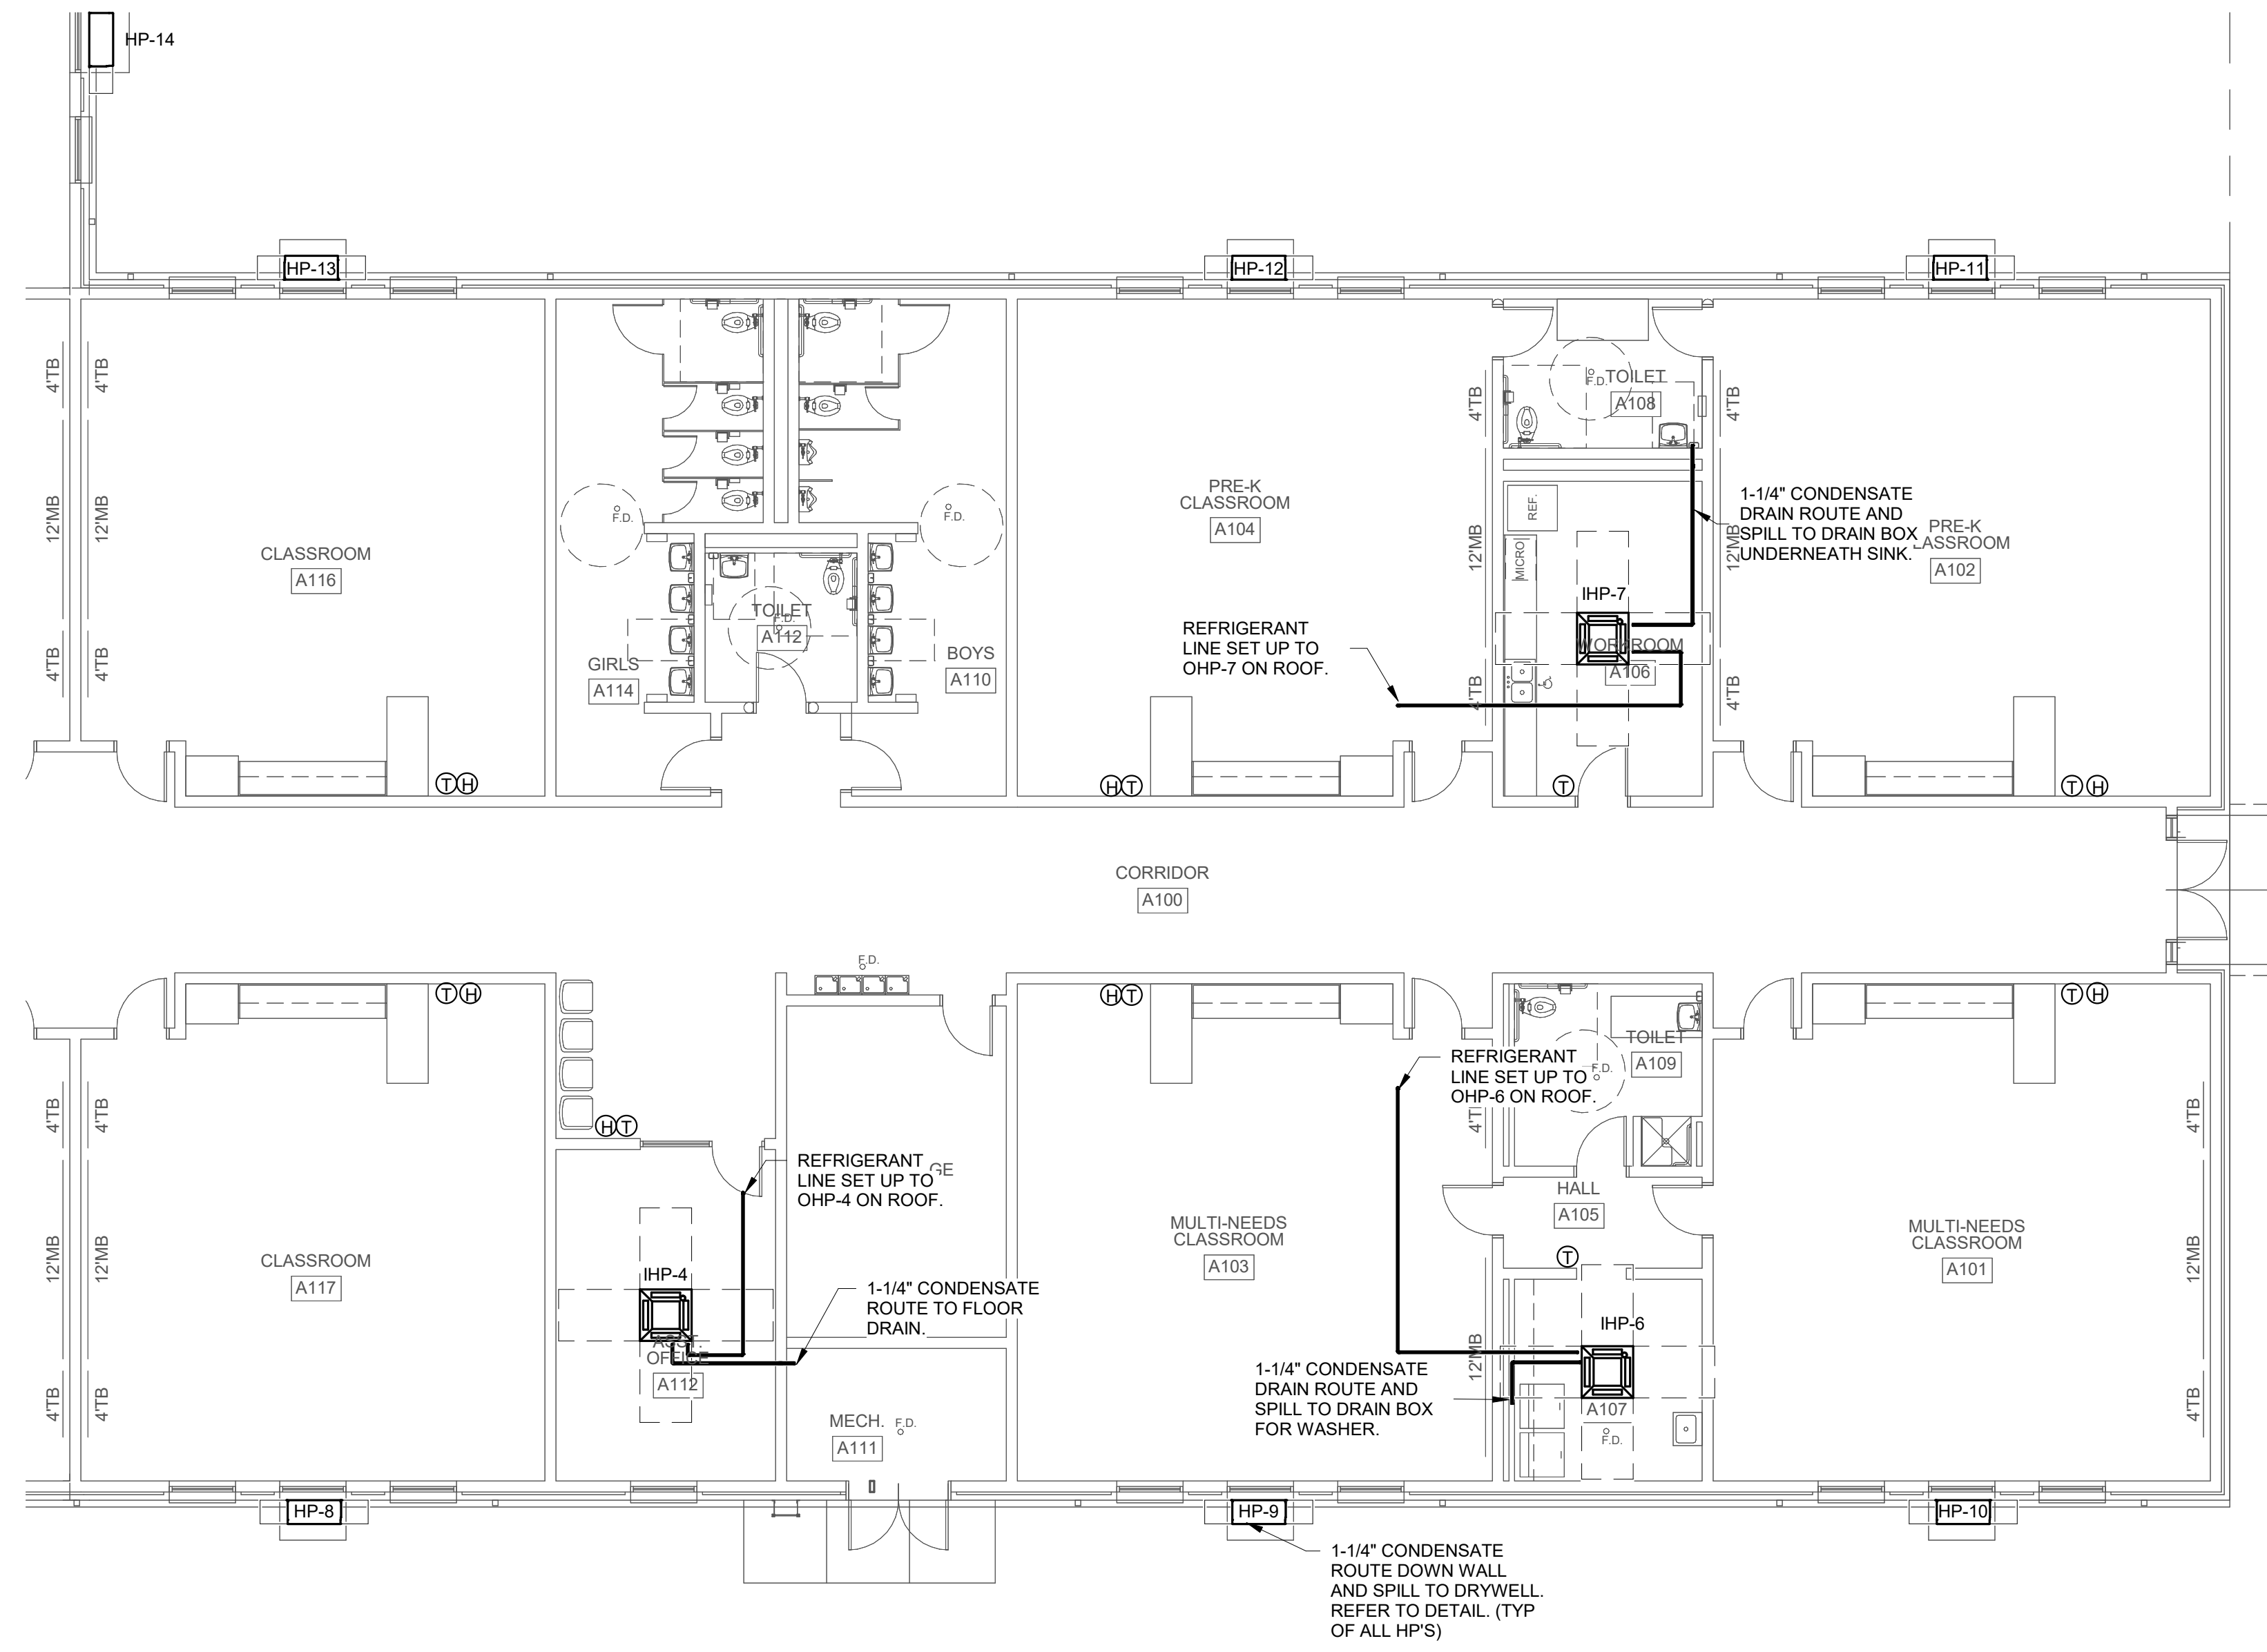 HP-14
HP-13
HP-12
HP-11
4'TB
4'TB
12'MB
12'MB
4'TB
4'TB
CLASSROOM
A116
F.D.
GIRLS
A114
TOILET
F.D.
A112
F.D.
BOYS
A110
PRE-K
CLASSROOM
A104
REFRIGERANT
LINE SET UP TO
OHP-7 ON ROOF.
4'TB
12'MB
4'TB
F.D.
TOILET
A108
REF.
MICRO
IHP-7
WORKROOM
A106
4'TB
12'MB
4'TB
1-1/4" CONDENSATE
DRAIN ROUTE AND
SPILL TO DRAIN BOX
UNDERNEATH SINK.
PRE-K
LASSROOM
A102
T H
H T
T
T H
CORRIDOR
A100
T H
F.D.
H T
T H
H T
4'TB
4'TB
12'MB
12'MB
4'TB
4'TB
CLASSROOM
A117
REFRIGERANT
LINE SET UP TO
OHP-4 ON ROOF.
GE
IHP-4
ASST.
OFFICE
A112
1-1/4" CONDENSATE
ROUTE TO FLOOR
DRAIN.
MECH.
F.D.
A111
MULTI-NEEDS
CLASSROOM
A103
REFRIGERANT
LINE SET UP TO
OHP-6 ON ROOF.
4'T
12'MB
TOILET
A109
F.D.
HALL
A105
T
IHP-6
A107
F.D.
1-1/4" CONDENSATE
DRAIN ROUTE AND
SPILL TO DRAIN BOX
FOR WASHER.
MULTI-NEEDS
CLASSROOM
A101
4'TB
12'MB
4'TB
HP-8
HP-9
HP-10
1-1/4" CONDENSATE
ROUTE DOWN WALL
AND SPILL TO DRYWELL.
REFER TO DETAIL. (TYP
OF ALL HP'S)